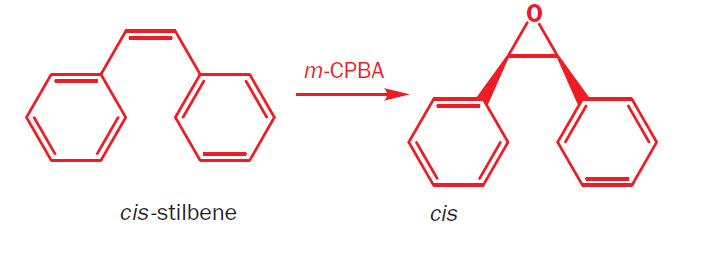 O
m-CPBA
cis-stilbene
cis